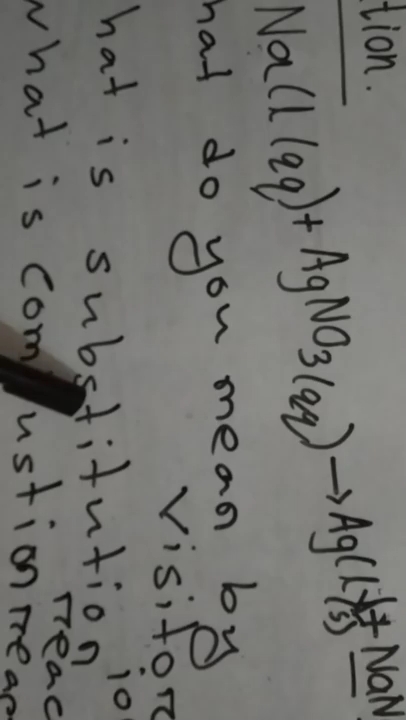 tion.
NaCl (aq) + AgNO3 (aq) → AgCl (s) + NaN
hat do you mean by
visitor io
hat is substitution reac
what is combustion reac